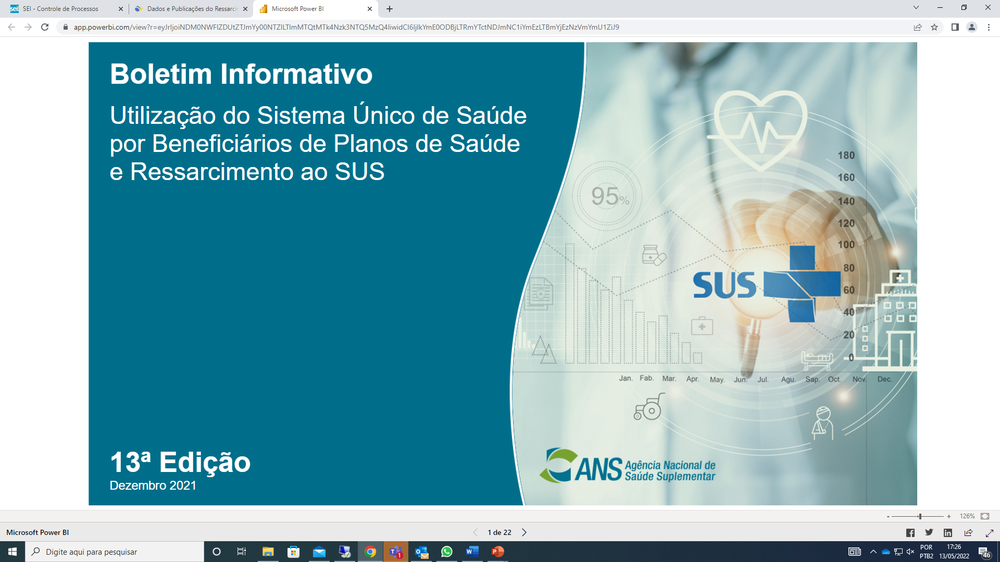 SEI - Controle de Processos
Dados e Publicações do Ressarci
Microsoft Power BI
app.powerbi.com/view?r=eyJrIjoiNDM0NWFlZDUtZTJmYy00NTZlLTlmMTQtMTk4Nzk3NTQ5MzQ4IiwidCI6IjlkYmE0ODBjLTRmYTctNDJmNC1iYmEzLTBmYjEzNzVmYmU1ZiJ9
Boletim Informativo
Utilização do Sistema Único de Saúde
por Beneficiários de Planos de Saúde
e Ressarcimento ao SUS
13ª Edição
Dezembro 2021
95%
180
160
140
120
100
80
60
40
20
0
SUS
Jan. Fab. Mar. Apr. May. Jun. Jul. Agu. Sap. Oct. Nov. Dec.
ANS Agência Nacional de
Saúde Suplementar
- + 126%
Microsoft Power BI
1 de 22
Digite aqui para pesquisar
POR
PTB2
17:26
13/05/2022
46